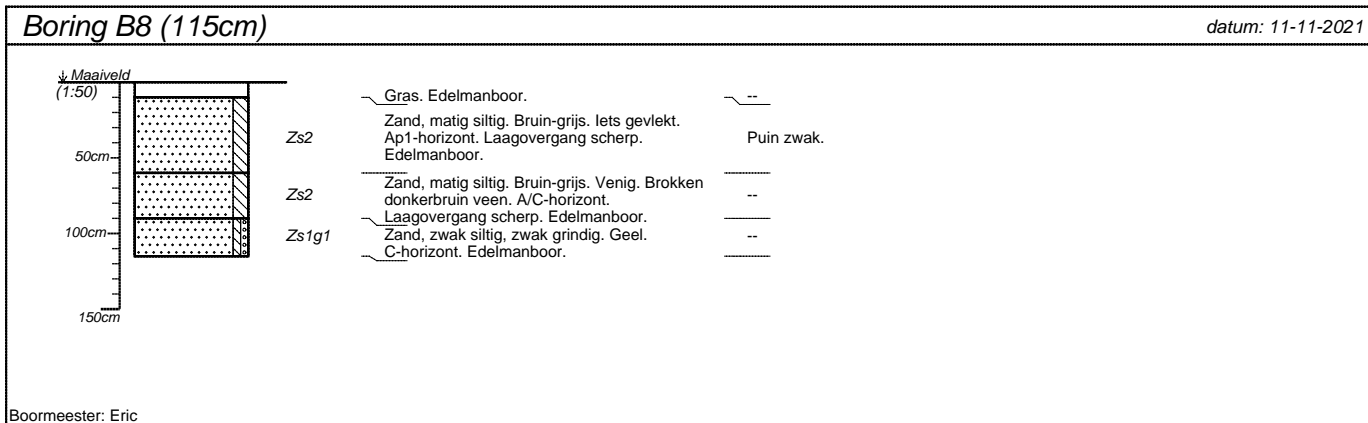 Boring B8 (115cm)
datum: 11-11-2021
Maaiveld
(1:50)
Gras. Edelmanboor.
--
Zs2
Zand, matig siltig. Bruin-grijs. Iets gevlekt.
Ap1-horizont. Laagovergang scherp.
Edelmanboor.
Puin zwak.
50cm
Zs2
Zand, matig siltig. Bruin-grijs. Venig. Brokken
donkerbruin veen. A/C-horizont.
Laagovergang scherp. Edelmanboor.
--
100cm
Zs1g1
Zand, zwak siltig, zwak grindig. Geel.
C-horizont. Edelmanboor.
--
150cm
Boormeester: Eric